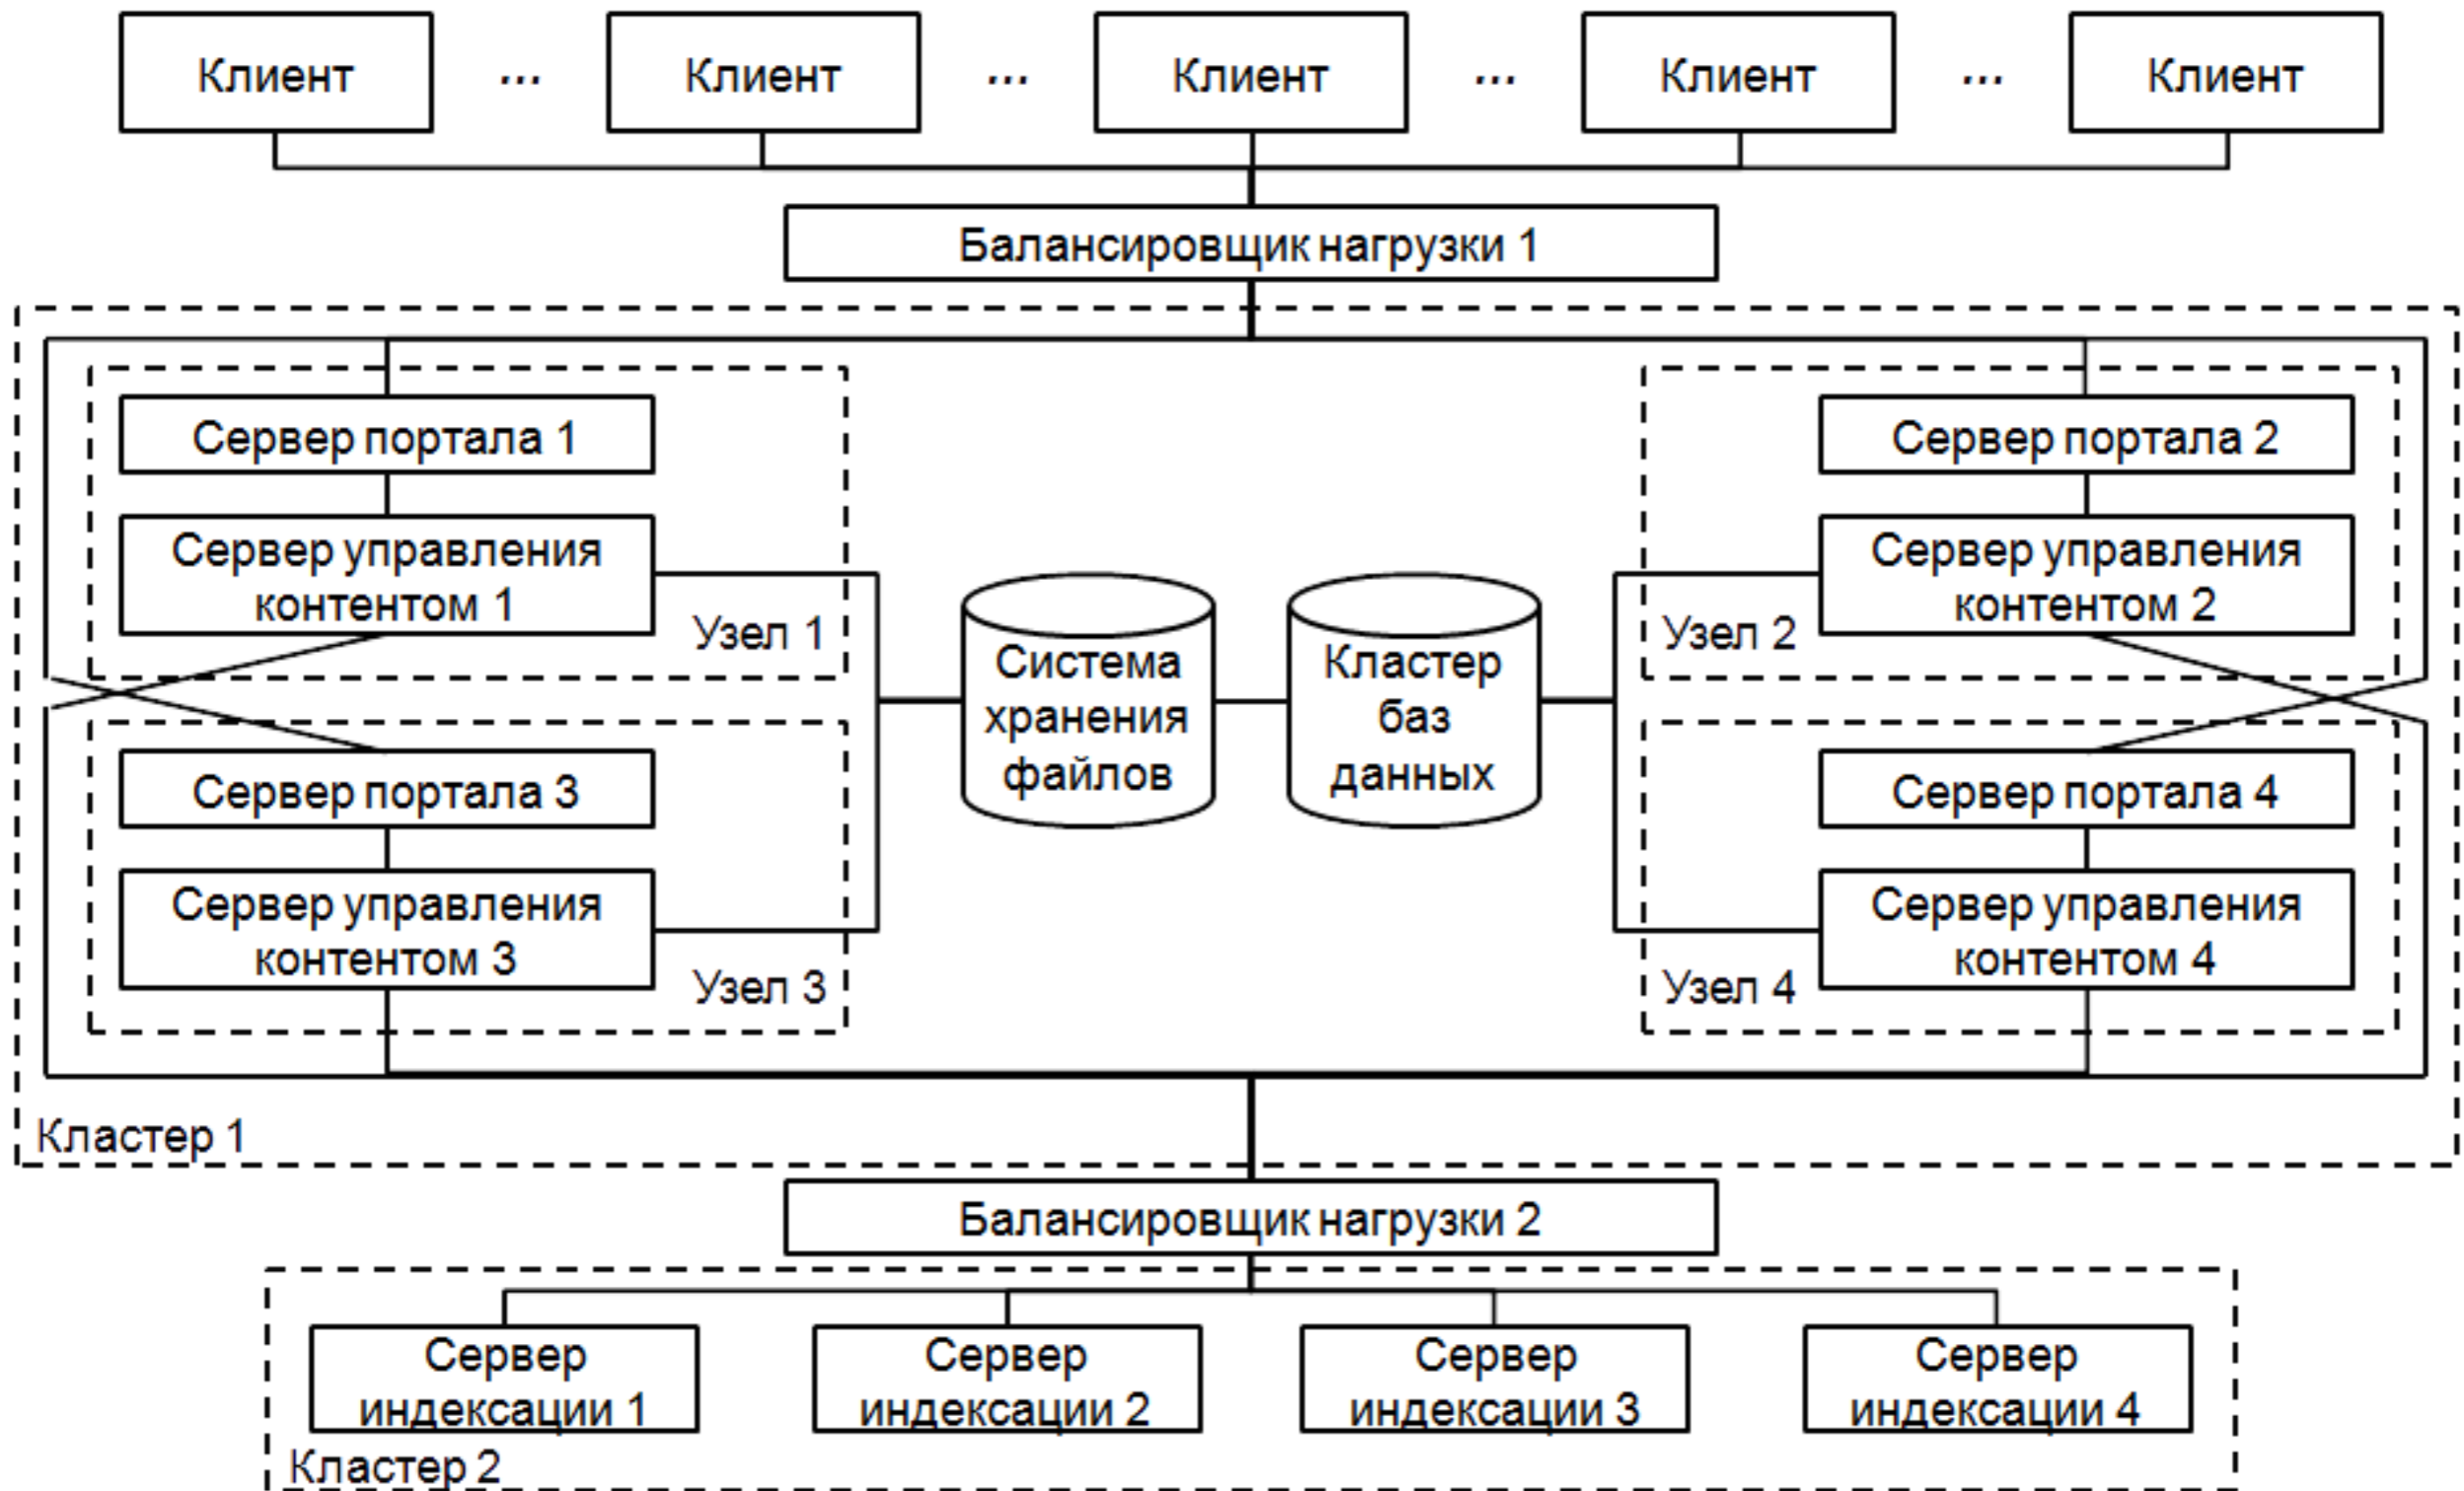 Клиент ... Клиент ... Клиент ... Клиент ... Клиент
Балансировщик нагрузки 1
Сервер портала 1
Сервер управления
контентом 1
Узел 1
Сервер портала 2
Сервер управления
контентом 2
Узел 2
Система
хранения
файлов
Кластер
баз
данных
Сервер портала 3
Сервер управления
контентом 3
Узел 3
Сервер портала 4
Сервер управления
контентом 4
Узел 4
Кластер 1
Балансировщик нагрузки 2
Сервер
индексации 1
Сервер
индексации 2
Сервер
индексации 3
Сервер
индексации 4
Кластер 2